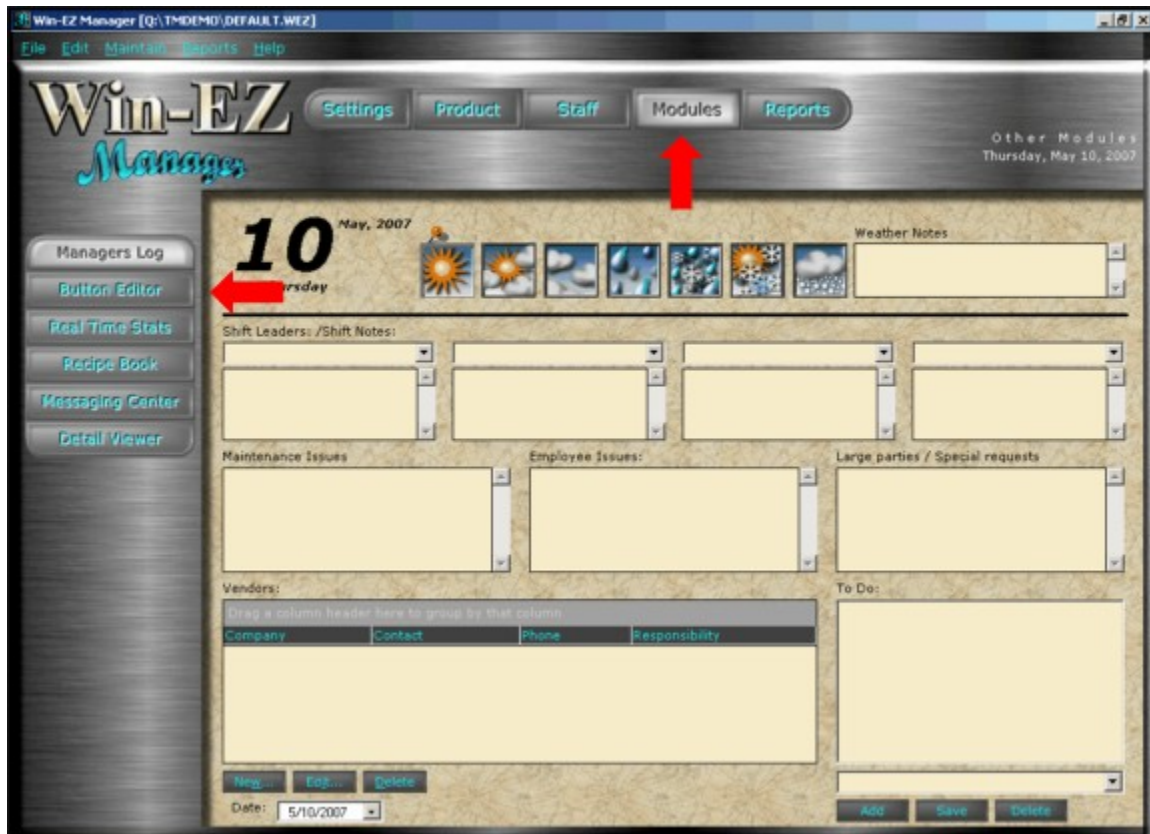 Win-EZ Manager [Q:\TMDEMO\DEFAULT.WEZ]
File Edit Maintain Reports Help
Win-EZ
Manager
Settings Product Staff Modules Reports
Other Modules
Thursday, May 10, 2007
Managers Log
Button Editor
Real Time Stats
Recipe Book
Messaging Center
Detail Viewer
10 May, 2007
Weather Notes
Shift Leaders: /Shift Notes:
Maintenance Issues Employee Issues: Large parties / Special requests
Vendors: To Do:
Drag a column header here to group by that column
Company Contact Phone Responsibility
New... Edit... Delete
Date: 5/10/2007
Add Save Delete